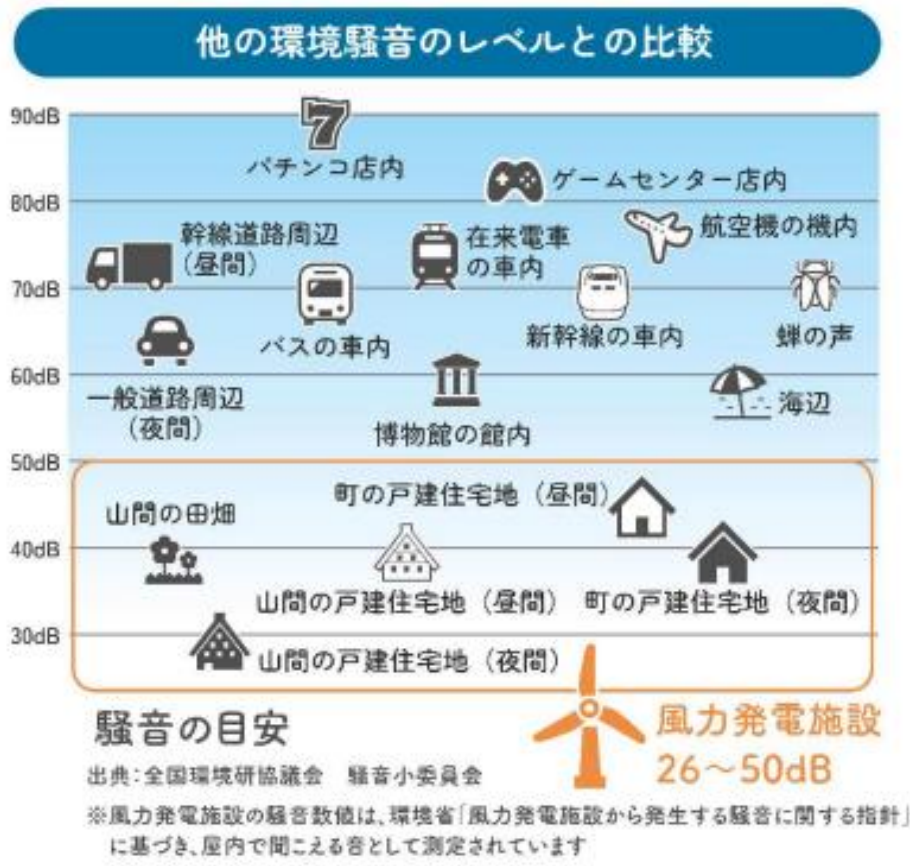 他の環境騒音のレベルとの比較
90dB
パチンコ店内
ゲームセンター店内
80dB
幹線道路周辺
（昼間）
在来電車
の車内
航空機の機内
70dB
バスの車内
新幹線の車内
蝉の声
60dB
一般道路周辺
（夜間）
博物館の館内
海辺
50dB
町の戸建住宅地（昼間）
山間の田畑
40dB
山間の戸建住宅地（昼間）
町の戸建住宅地（夜間）
30dB
山間の戸建住宅地（夜間）
騒音の目安
風力発電施設
26～50dB
出典：全国環境研協議会　騒音小委員会
※風力発電施設の騒音数値は、環境省「風力発電施設から発生する騒音に関する指針」
に基づき、屋内で聞こえる音として測定されています